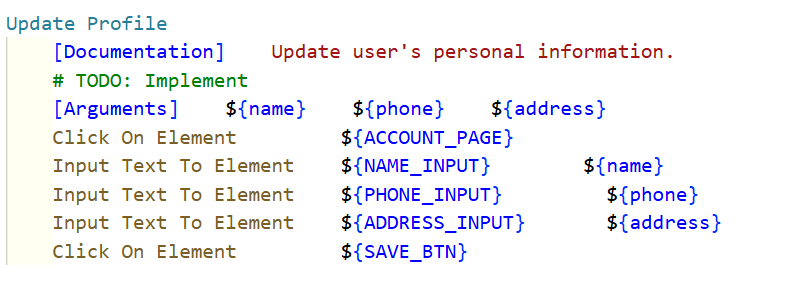 Update Profile
    [Documentation]    Update user's personal information.
    # TODO: Implement
    [Arguments]    ${name}    ${phone}    ${address}
    Click On Element         ${ACCOUNT_PAGE}
    Input Text To Element    ${NAME_INPUT}        ${name}
    Input Text To Element    ${PHONE_INPUT}         ${phone}
    Input Text To Element    ${ADDRESS_INPUT}       ${address}
    Click On Element         ${SAVE_BTN}